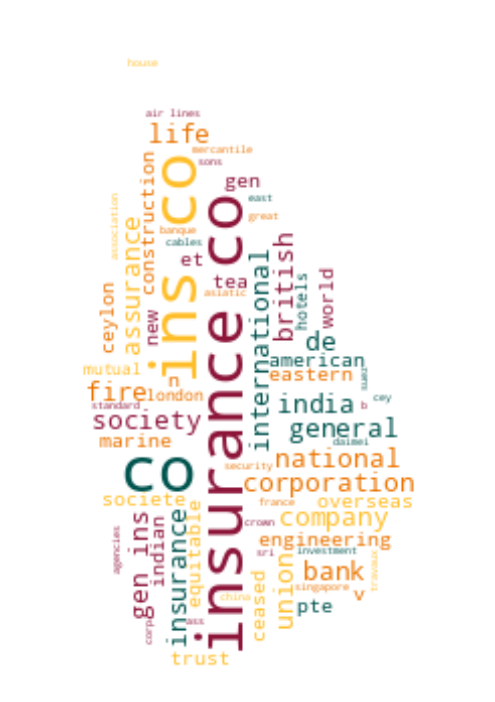 house
air lines
life
mercantile
sons
ins co
gen
insurance co
east
great
association
construction
assurance
banque
cables
et
tea
asiatic
international
british
hotels
world
ceylon
new
de
american
eastern
mutual
fire
n
london
standard
society
india
cey
b
general
daimei
marine
co
security
national
corporation
societe
france
overseas
company
crown
engineering
agencies
gen ins
indian
insurance
equitable
sri
investment
bank
travaux
singapore
v
china
ceased
union
pte
corp
ass
trust